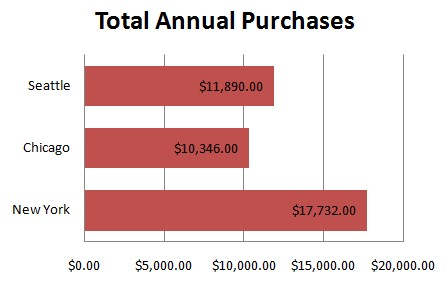 Total Annual Purchases
Seattle
$11,890.00
Chicago
$10,346.00
New York
$17,732.00
$0.00 $5,000.00 $10,000.00 $15,000.00 $20,000.00